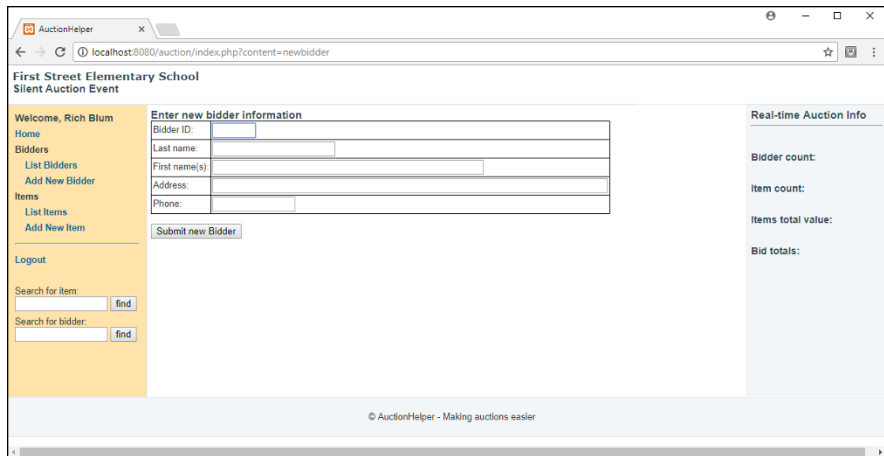 AuctionHelper
localhost:8080/auction/index.php?content=newbidder
First Street Elementary School
Silent Auction Event
Welcome, Rich Blum
Home
Bidders
List Bidders
Add New Bidder
Items
List Items
Add New Item
Logout
Search for item:
find
Search for bidder:
find
Enter new bidder information
Bidder ID:
Last name:
First name(s):
Address:
Phone:
Submit new Bidder
Real-time Auction Info
Bidder count:
Item count:
Items total value:
Bid totals:
© AuctionHelper - Making auctions easier